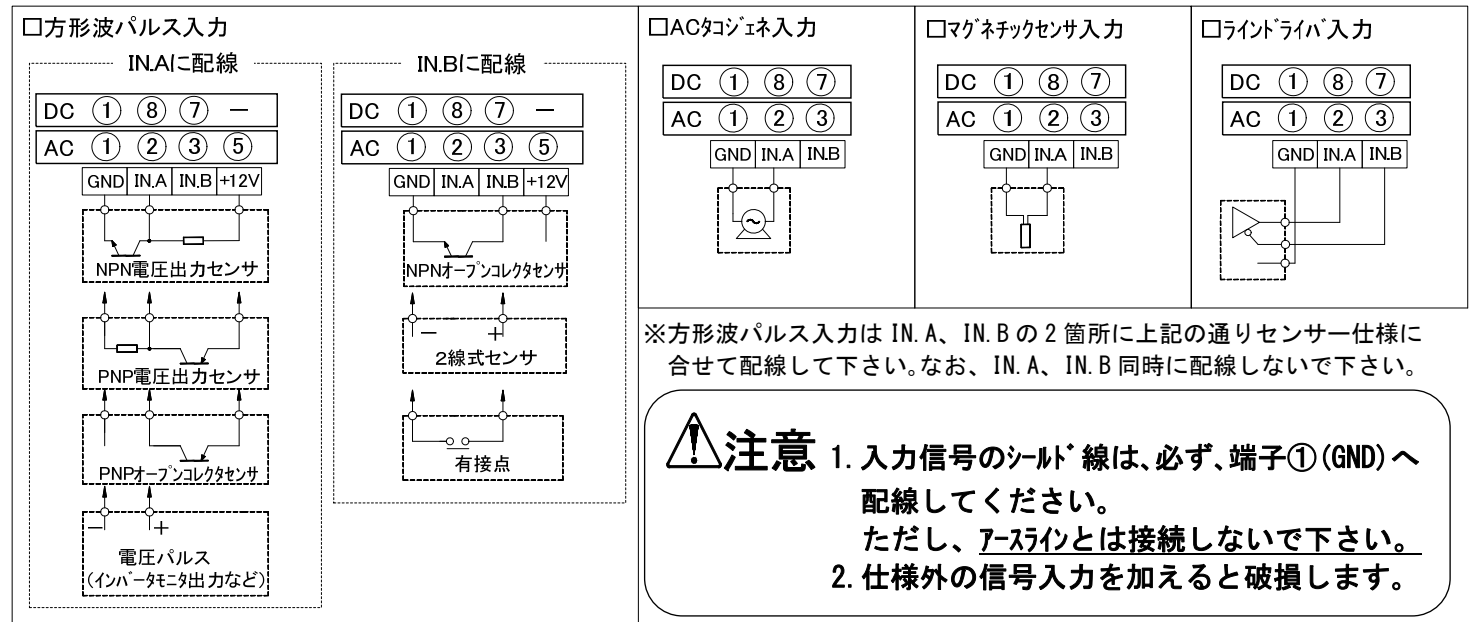 □方形波パルス入力
IN.Aに配線
DC ① ⑧ ⑦ －
AC ① ② ③ ⑤
GND IN.A IN.B +12V
NPN電圧出力センサ
PNP電圧出力センサ
PNPｵｰﾌﾟﾝｺﾚｸﾀセンサ
－ ＋
電圧パルス
(ｲﾝﾊﾞｰﾀﾓﾆﾀ出力など)
IN.Bに配線
DC ① ⑧ ⑦ －
AC ① ② ③ ⑤
GND IN.A IN.B +12V
NPNｵｰﾌﾟﾝｺﾚｸﾀセンサ
－ ＋
2線式センサ
有接点
□ACﾀｺｼﾞｪﾈ入力
DC ① ⑧ ⑦
AC ① ② ③
GND IN.A IN.B
□ﾏｸﾞﾈﾁｯｸｾﾝｻ入力
DC ① ⑧ ⑦
AC ① ② ③
GND IN.A IN.B
□ﾗｲﾝﾄﾞﾗｲﾊﾞ入力
DC ① ⑧ ⑦
AC ① ② ③
GND IN.A IN.B
※方形波パルス入力は IN.A、IN.B の 2 箇所に上記の通りセンサー仕様に
合せて配線して下さい。なお、IN.A、IN.B 同時に配線しないで下さい。
注意 1. 入力信号のｼｰﾙﾄﾞ線は、必ず、端子①(GND)へ
配線してください。
ただし、ｱｰｽﾗｲﾝとは接続しないで下さい。
2. 仕様外の信号入力を加えると破損します。